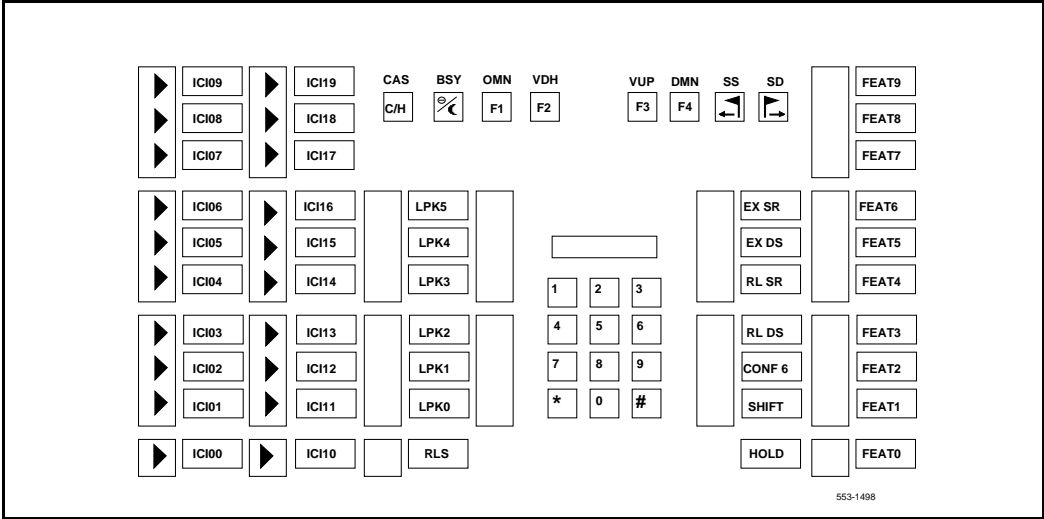 CAS BSY OMN VDH VUP DMN SS SD
ICI09 ICI19 C/H F1 F2 F3 F4 FEAT9
ICI08 ICI18 FEAT8
ICI07 ICI17 FEAT7
ICI06 ICI16 LPK5 EX SR FEAT6
ICI05 ICI15 LPK4 EX DS FEAT5
ICI04 ICI14 LPK3 RL SR FEAT4
1 2 3
ICI03 ICI13 LPK2 4 5 6 RL DS FEAT3
ICI02 ICI12 LPK1 7 8 9 CONF 6 FEAT2
ICI01 ICI11 LPK0 * 0 # SHIFT FEAT1
ICI00 ICI10 RLS HOLD FEAT0
553-1498